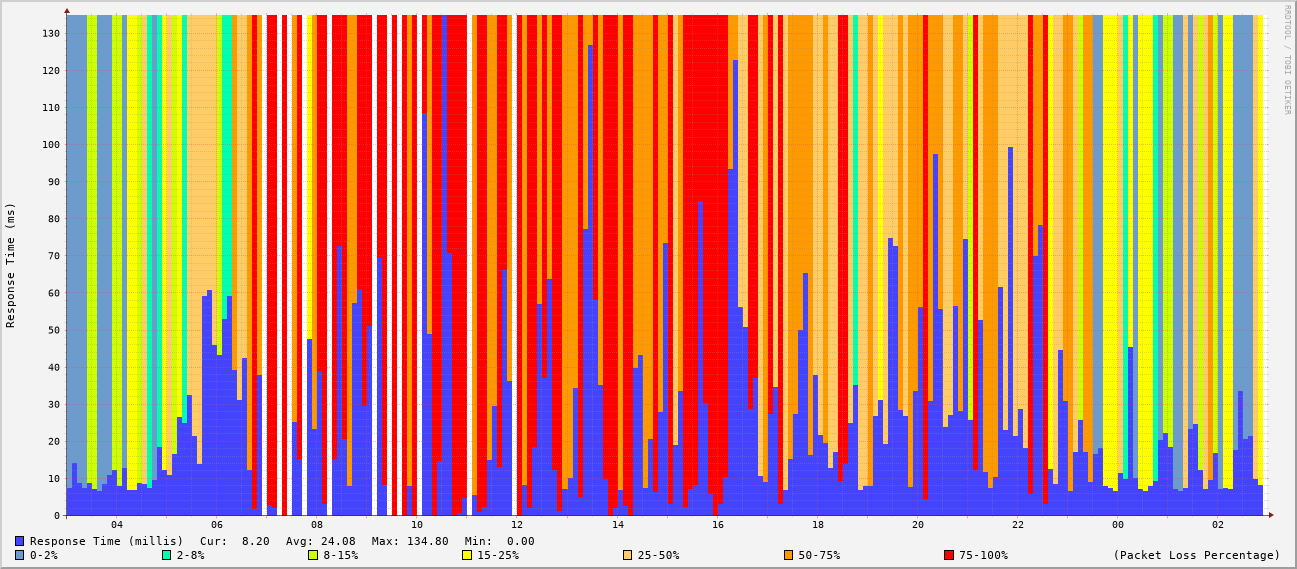 RRDTOOL / TOBI OETIKER
Response Time (ms)
130
120
110
100
90
80
70
60
50
40
30
20
10
0
04 06 08 10 12 14 16 18 20 22 00 02
Response Time (millis) Cur: 8.20 Avg: 24.08 Max: 134.80 Min: 0.00
0-2% 2-8% 8-15% 15-25% 25-50% 50-75% 75-100% (Packet Loss Percentage)